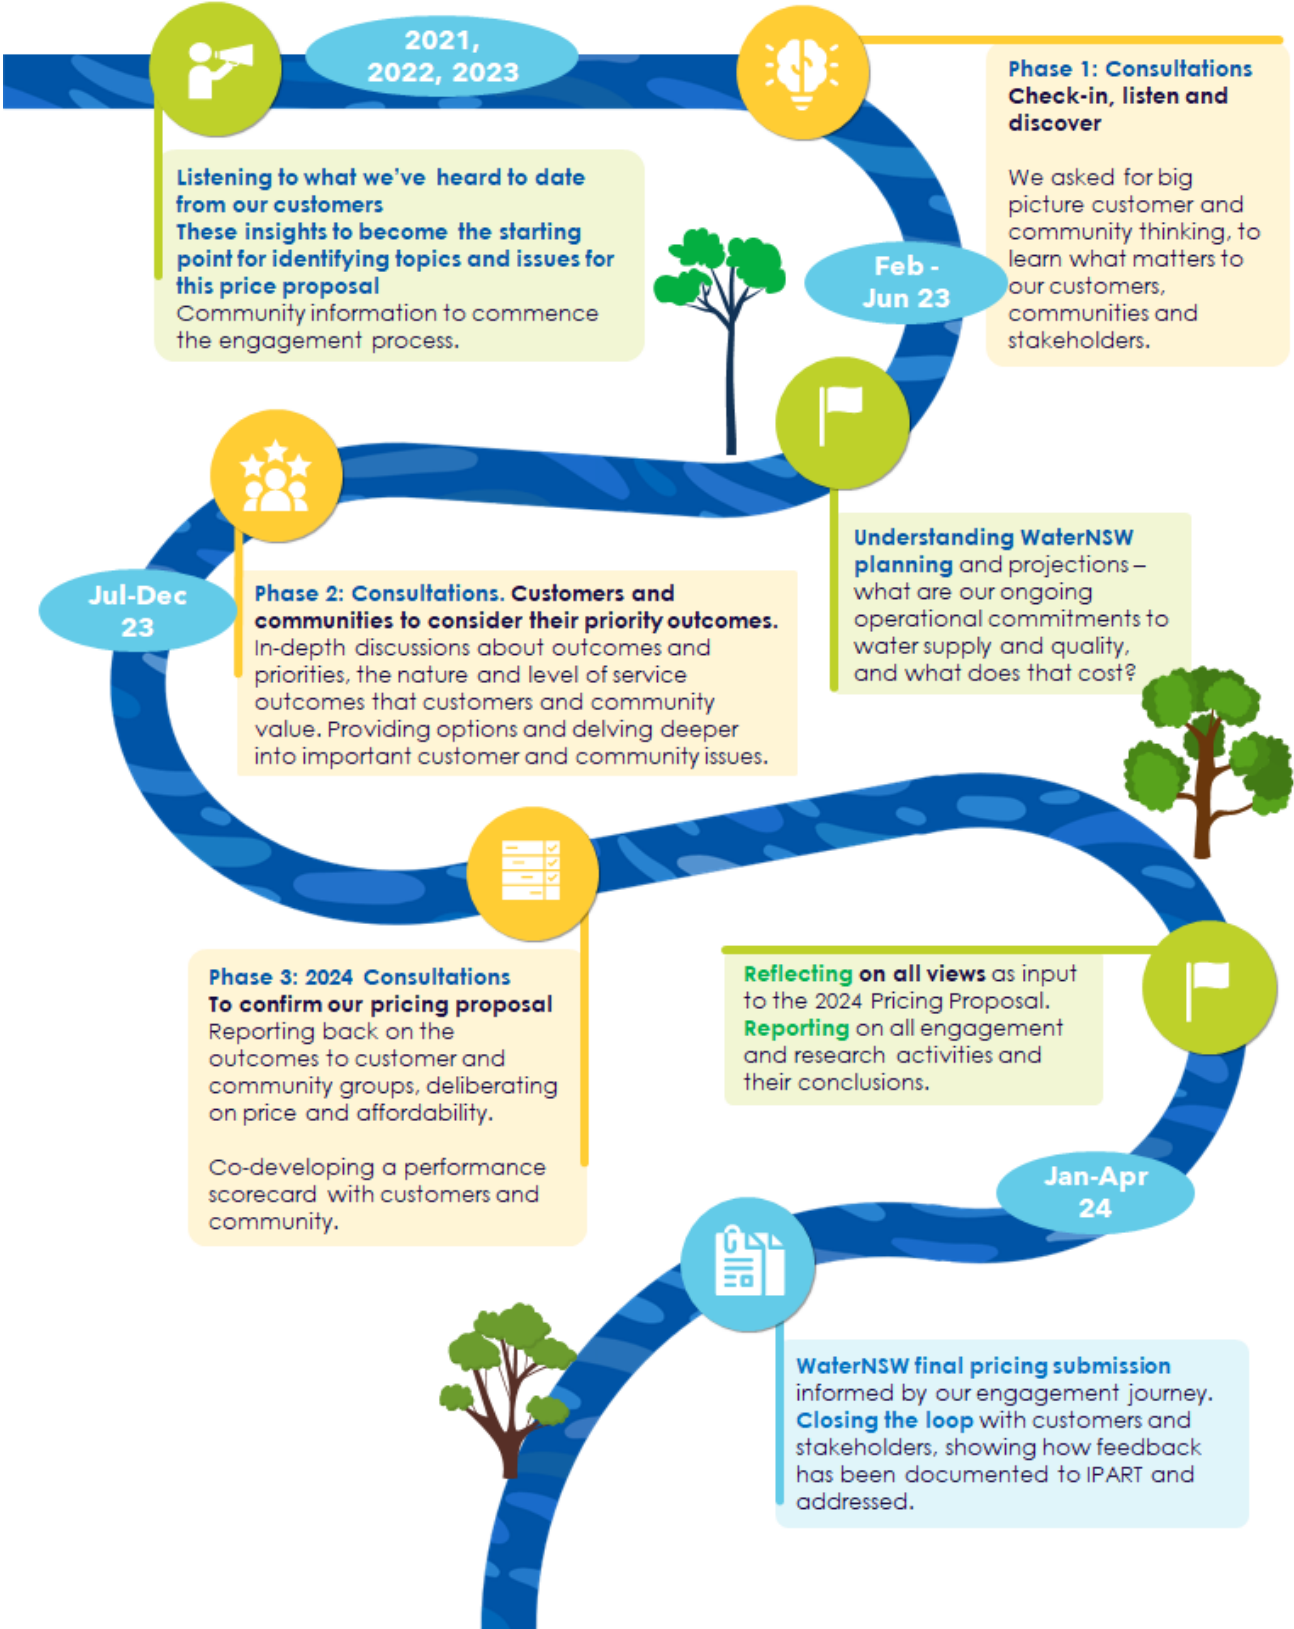 2021,
2022, 2023
Listening to what we've heard to date
from our customers
These insights to become the starting
point for identifying topics and issues for
this price proposal
Community information to commence
the engagement process.
Phase 1: Consultations
Check-in, listen and
discover
We asked for big
picture customer and
community thinking, to
learn what matters to
our customers,
communities and
stakeholders.
Feb -
Jun 23
Understanding WaterNSW
planning and projections –
what are our ongoing
operational commitments to
water supply and quality,
and what does that cost?
Jul-Dec
23
Phase 2: Consultations. Customers and
communities to consider their priority outcomes.
In-depth discussions about outcomes and
priorities, the nature and level of service
outcomes that customers and community
value. Providing options and delving deeper
into important customer and community issues.
Phase 3: 2024 Consultations
To confirm our pricing proposal
Reporting back on the
outcomes to customer and
community groups, deliberating
on price and affordability.
Co-developing a performance
scorecard with customers and
community.
Reflecting on all views as input
to the 2024 Pricing Proposal.
Reporting on all engagement
and research activities and
their conclusions.
Jan-Apr
24
WaterNSW final pricing submission
informed by our engagement journey.
Closing the loop with customers and
stakeholders, showing how feedback
has been documented to IPART and
addressed.